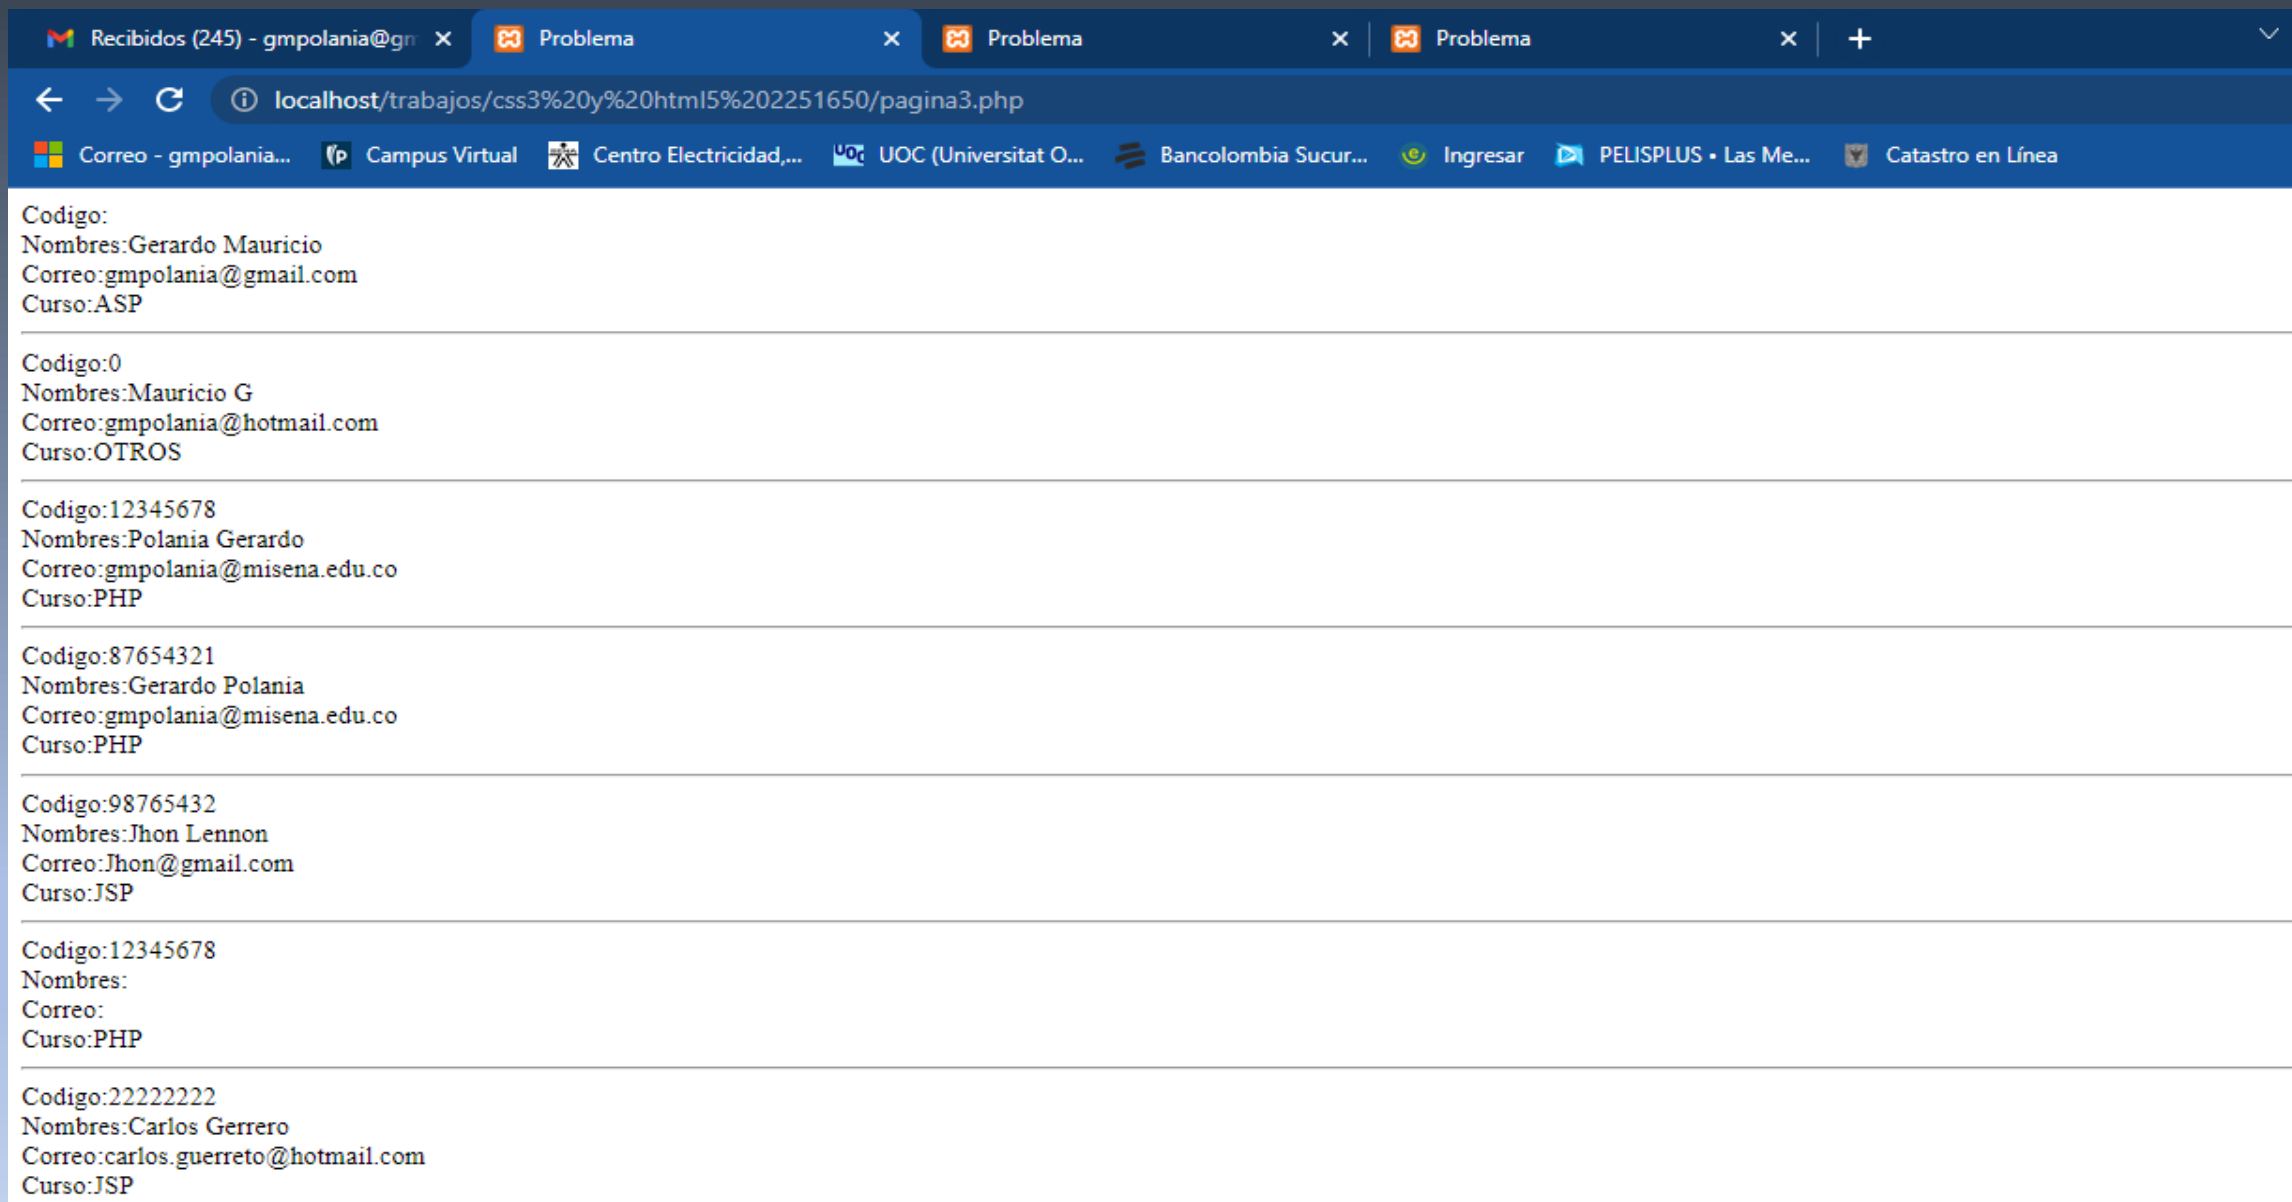 Recibidos (245) - gmpolania@gm
Problema
Problema
Problema
localhost/trabajos/css3%20y%20html5%202251650/pagina3.php
Correo - gmpolania...
Campus Virtual
Centro Electricidad,...
UOC (Universitat O...
Bancolombia Sucur...
Ingresar
PELISPLUS • Las Me...
Catastro en Línea
Codigo:
Nombres:Gerardo Mauricio
Correo:gmpolania@gmail.com
Curso:ASP
Codigo:0
Nombres:Mauricio G
Correo:gmpolania@hotmail.com
Curso:OTROS
Codigo:12345678
Nombres:Polania Gerardo
Correo:gmpolania@misena.edu.co
Curso:PHP
Codigo:87654321
Nombres:Gerardo Polania
Correo:gmpolania@misena.edu.co
Curso:PHP
Codigo:98765432
Nombres:Jhon Lennon
Correo:Jhon@gmail.com
Curso:JSP
Codigo:12345678
Nombres:
Correo:
Curso:PHP
Codigo:22222222
Nombres:Carlos Gerrero
Correo:carlos.guerreto@hotmail.com
Curso:JSP